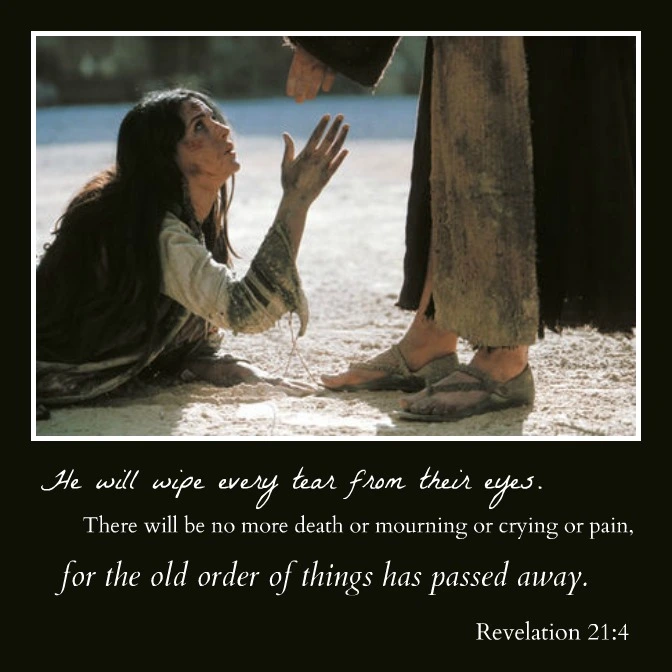 He will wipe every tear from their eyes.
There will be no more death or mourning or crying or pain,
for the old order of things has passed away.
Revelation 21:4